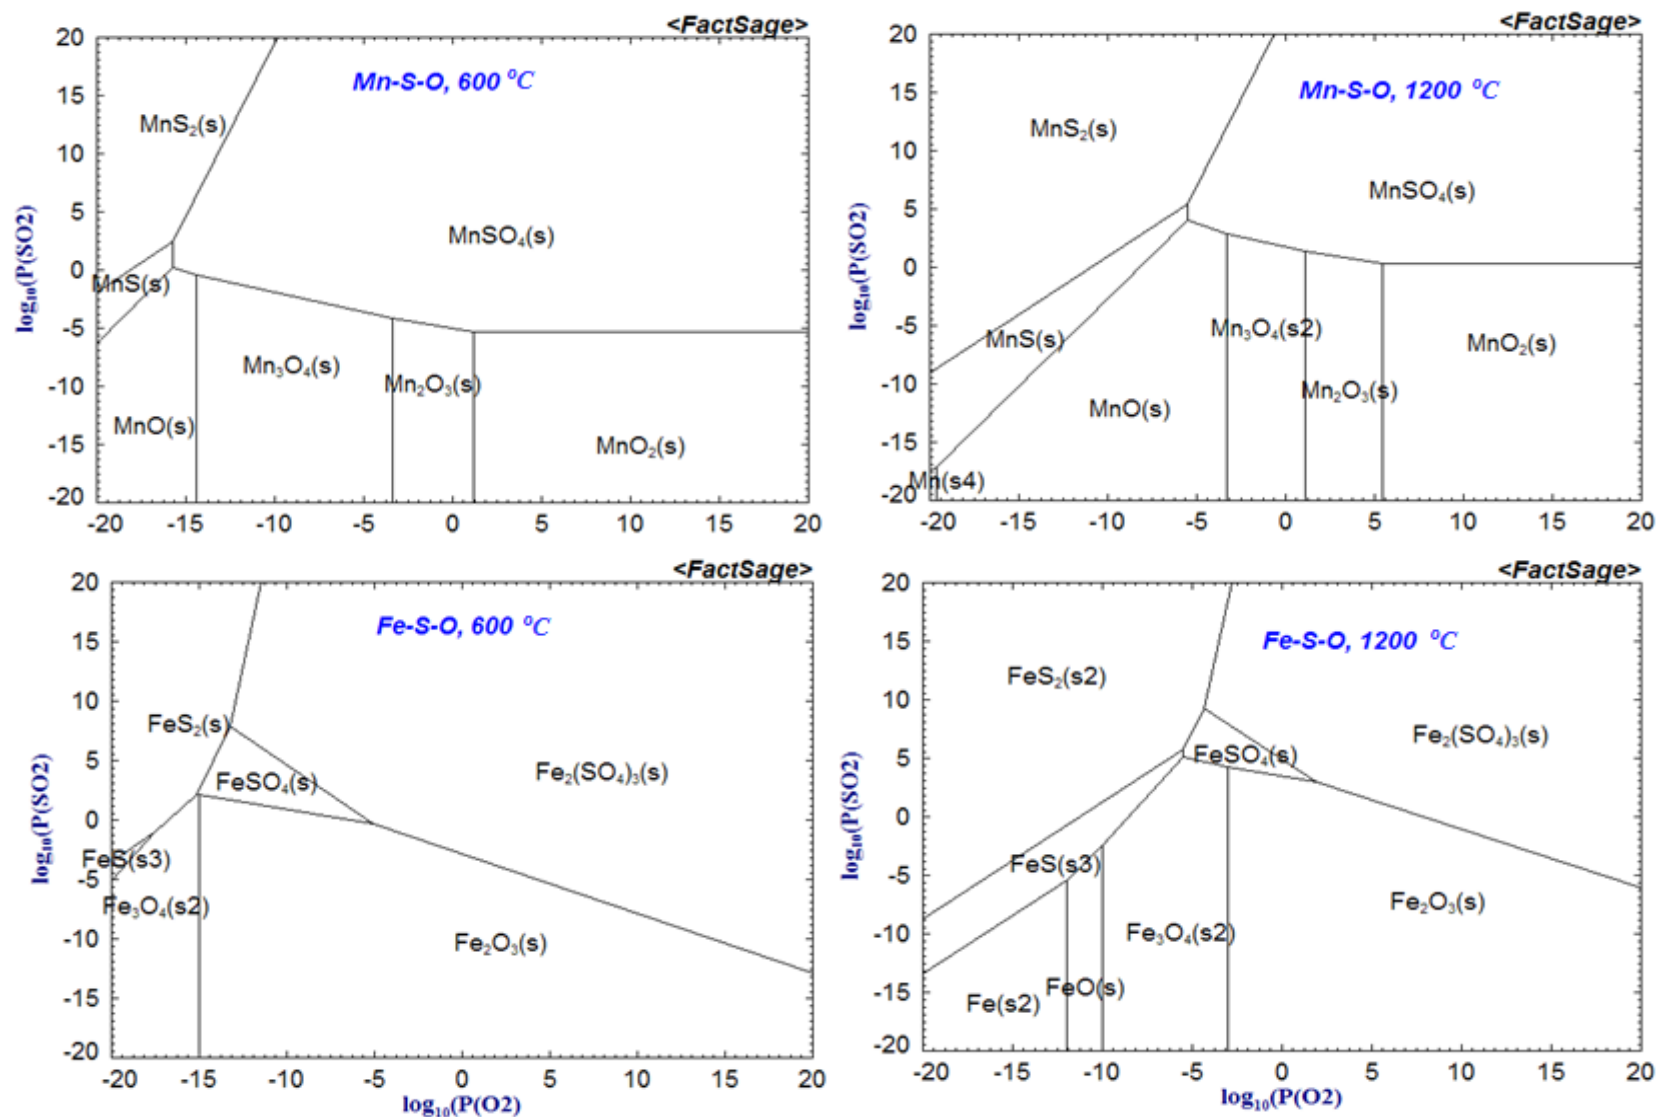 <FactSage>
Mn-S-O, 600 °C
MnS₂(s)
MnSO₄(s)
MnS(s)
Mn₃O₄(s)
Mn₂O₃(s)
MnO(s)
MnO₂(s)
log₁₀(P(SO2)
20
15
10
5
0
-5
-10
-15
-20
-20 -15 -10 -5 0 5 10 15 20
<FactSage>
Mn-S-O, 1200 °C
MnS₂(s)
MnSO₄(s)
MnS(s)
Mn₃O₄(s2)
MnO₂(s)
Mn₂O₃(s)
MnO(s)
Mn(s4)
log₁₀(P(SO2)
20
15
10
5
0
-5
-10
-15
-20
-20 -15 -10 -5 0 5 10 15 20
<FactSage>
Fe-S-O, 600 °C
FeS₂(s)
FeSO₄(s)
Fe₂(SO₄)₃(s)
FeS(s3)
Fe₃O₄(s2)
Fe₂O₃(s)
log₁₀(P(SO2)
20
15
10
5
0
-5
-10
-15
-20
-20 -15 -10 -5 0 5 10 15 20
log₁₀(P(O2)
<FactSage>
Fe-S-O, 1200 °C
FeS₂(s2)
FeSO₄(s)
Fe₂(SO₄)₃(s)
FeS(s3)
Fe₃O₄(s2)
Fe₂O₃(s)
FeO(s)
Fe(s2)
log₁₀(P(SO2)
20
15
10
5
0
-5
-10
-15
-20
-20 -15 -10 -5 0 5 10 15 20
log₁₀(P(O2)